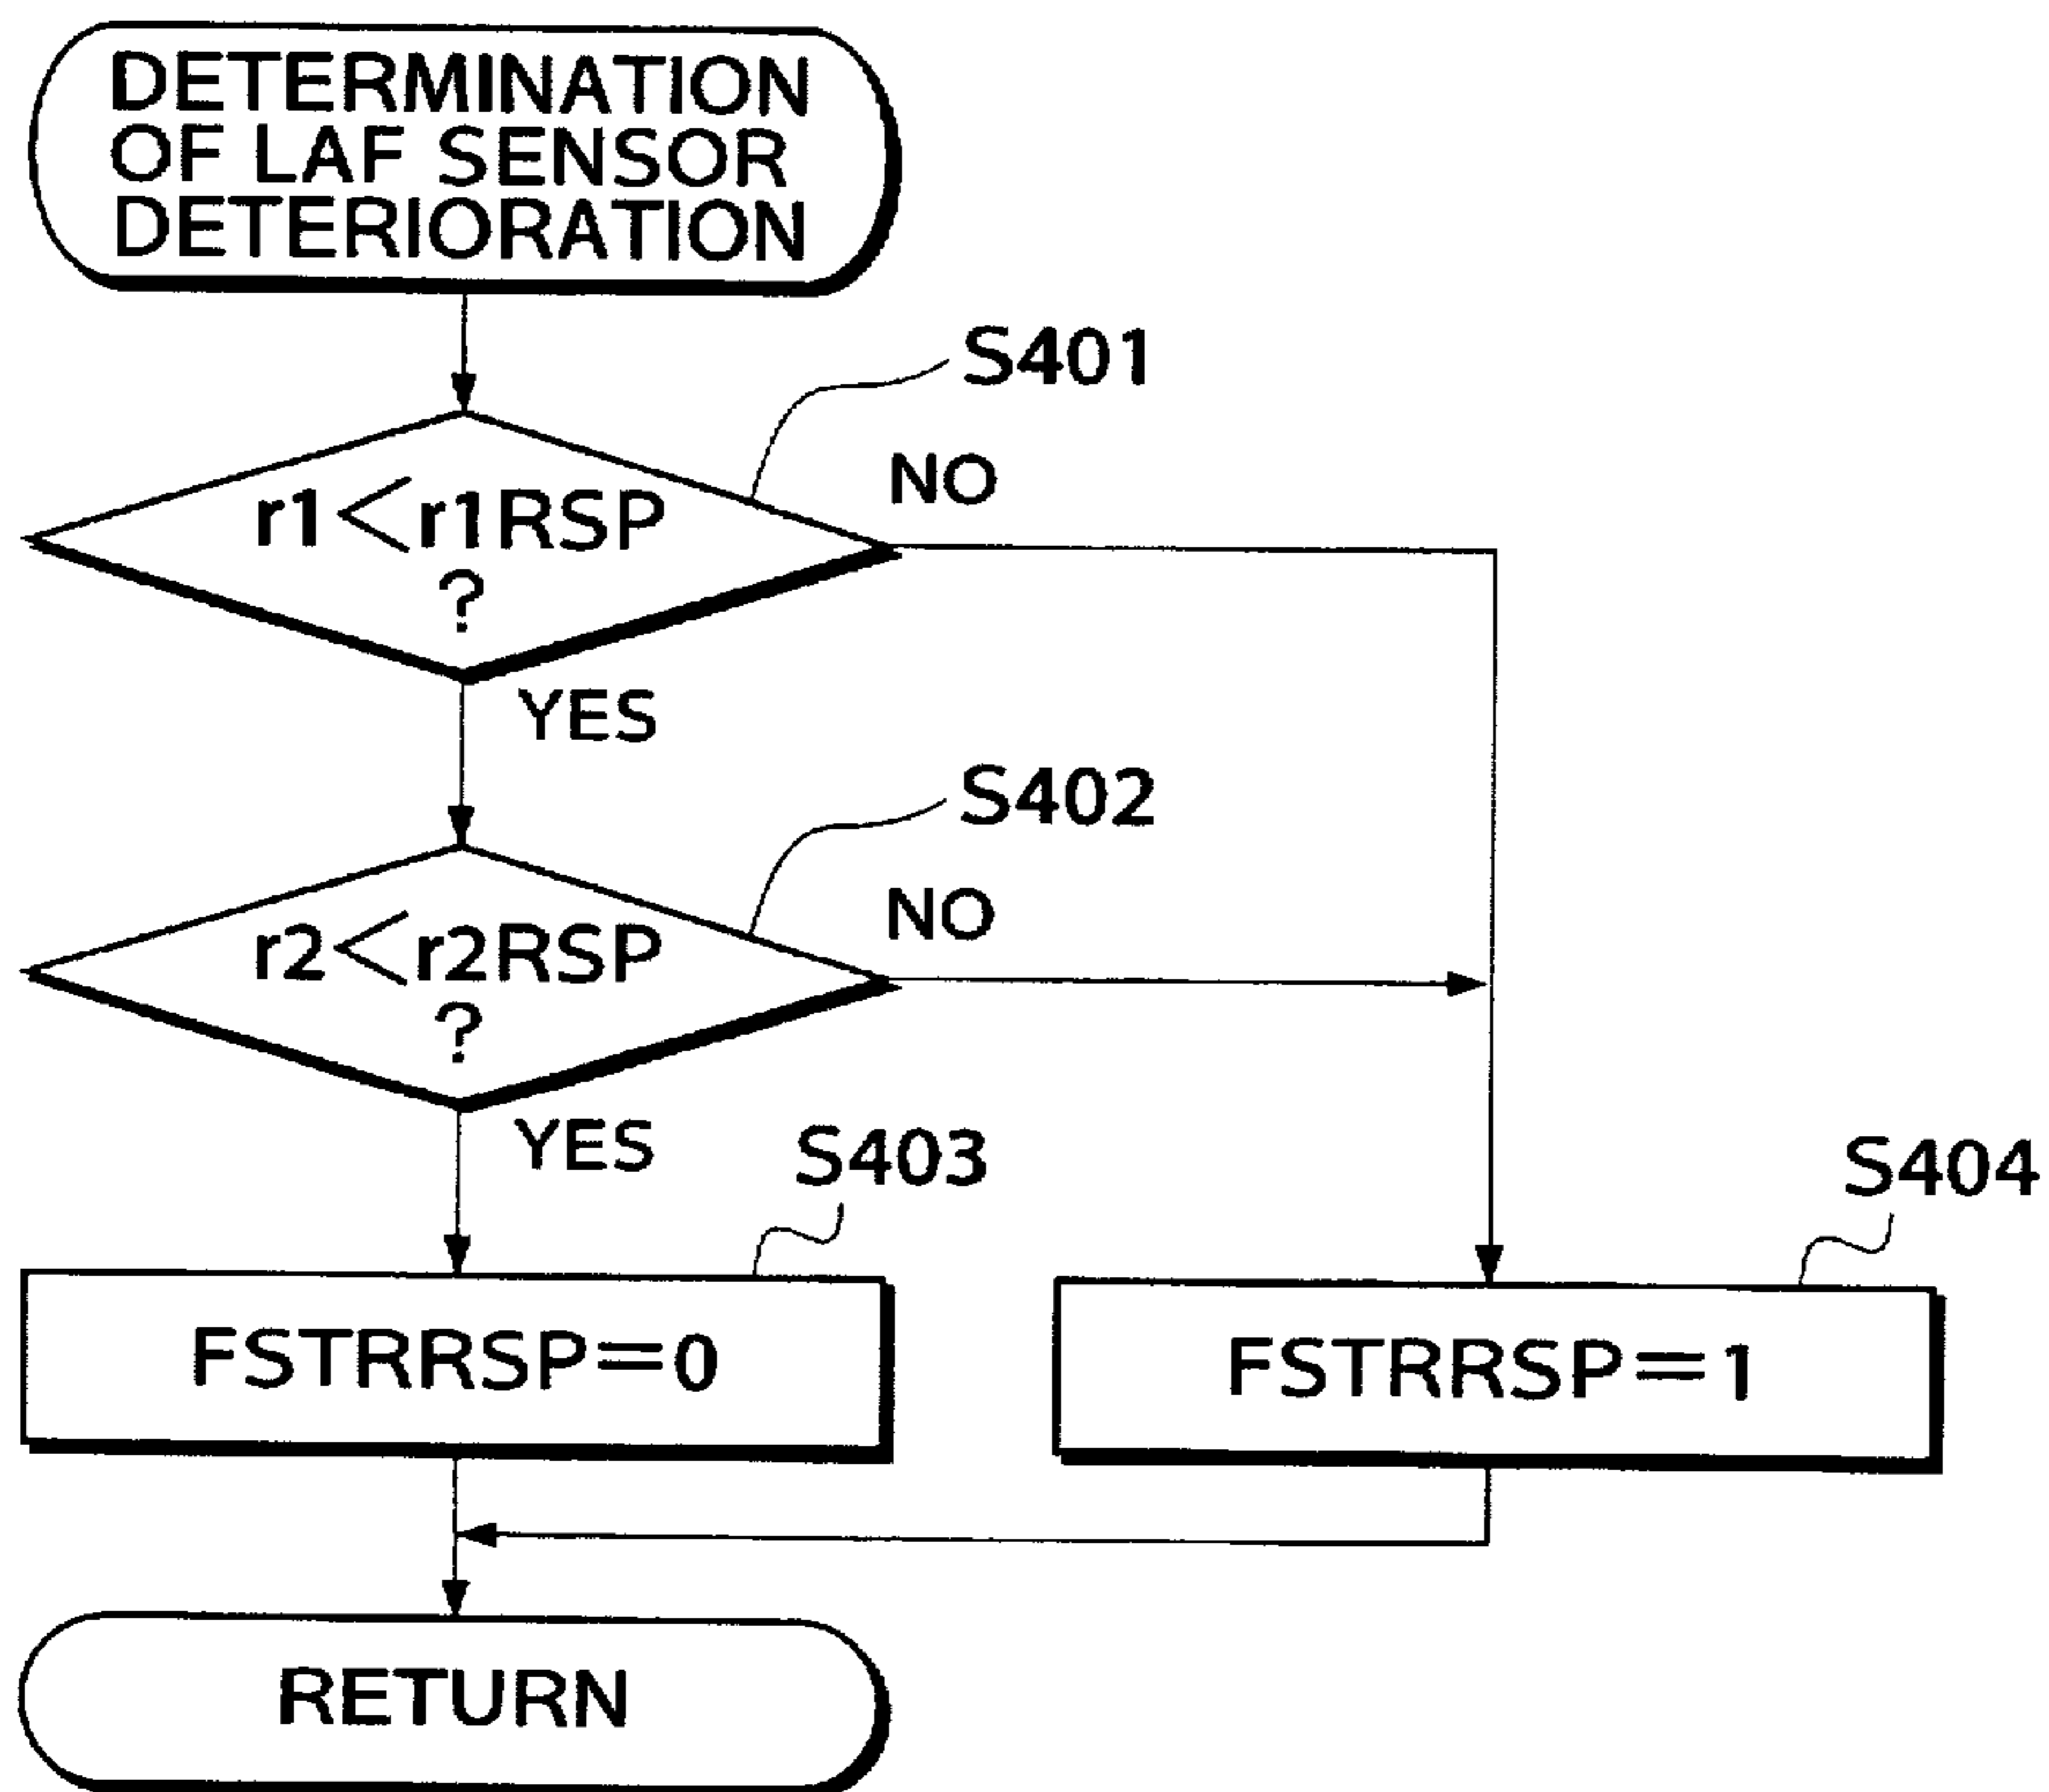 DETERMINATION
OF LAF SENSOR
DETERIORATION
S401
NO
r1<r1RSP
?
YES
S402
NO
r2<r2RSP
?
YES
S403
S404
FSTRRSP=0
FSTRRSP=1
RETURN